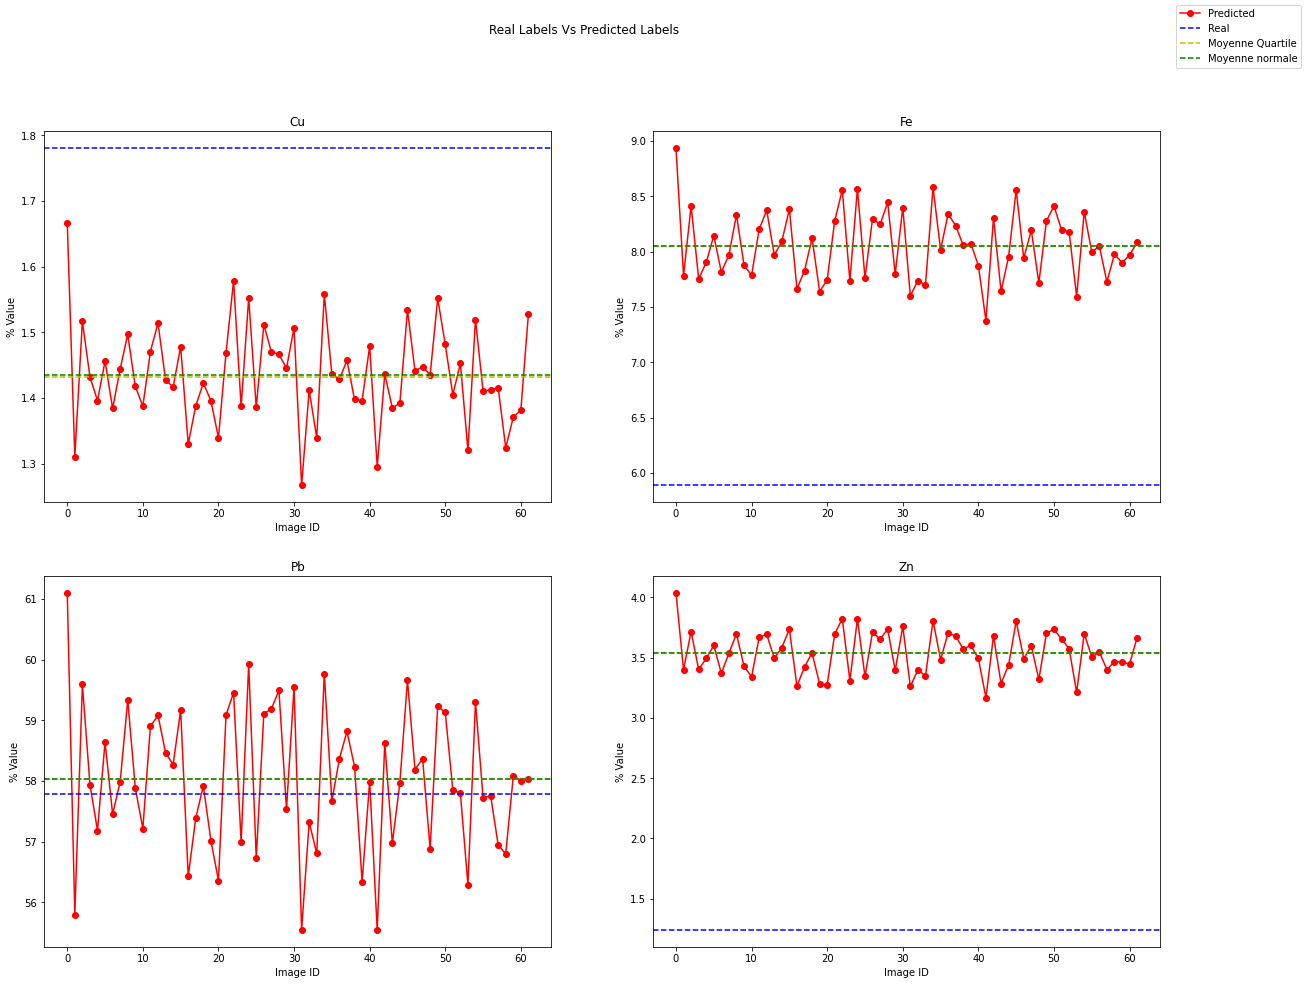 Real Labels Vs Predicted Labels
Predicted
Real
Moyenne Quartile
Moyenne normale
Cu
% Value
1.8
1.7
1.6
1.5
1.4
1.3
0 10 20 30 40 50 60
Image ID
Fe
% Value
9.0
8.5
8.0
7.5
7.0
6.5
6.0
0 10 20 30 40 50 60
Image ID
Pb
% Value
61
60
59
58
57
56
0 10 20 30 40 50 60
Image ID
Zn
% Value
4.0
3.5
3.0
2.5
2.0
1.5
0 10 20 30 40 50 60
Image ID